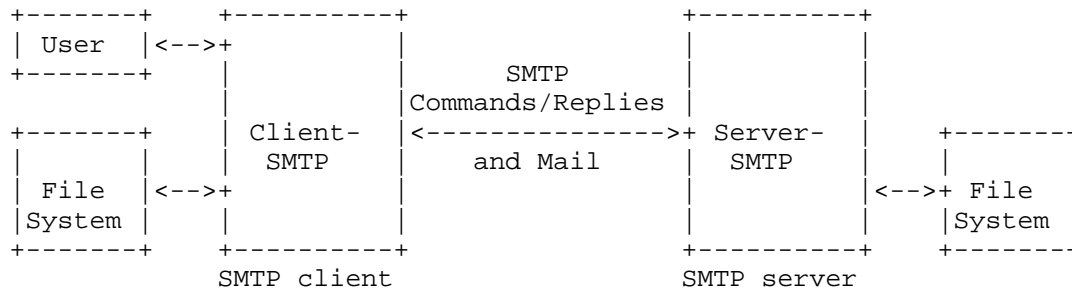 +-------+    +----------+                 +----------+
| User  |<-->+          |                 |          |
+-------+    |          |      SMTP       |          |
             |          |Commands/Replies |          |
+-------+    | Client-  |<--------------->+ Server-  |    +-------
|       |    |  SMTP    |    and Mail     |  SMTP    |    |
| File  |<-->+          |                 |          |<-->+ File
|System |    |          |                 |          |    |System
+-------+    +----------+                 +----------+    +-------
SMTP client                  SMTP server